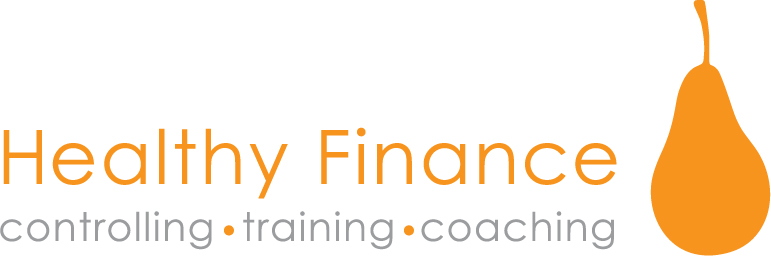 Healthy Finance
controlling • training • coaching